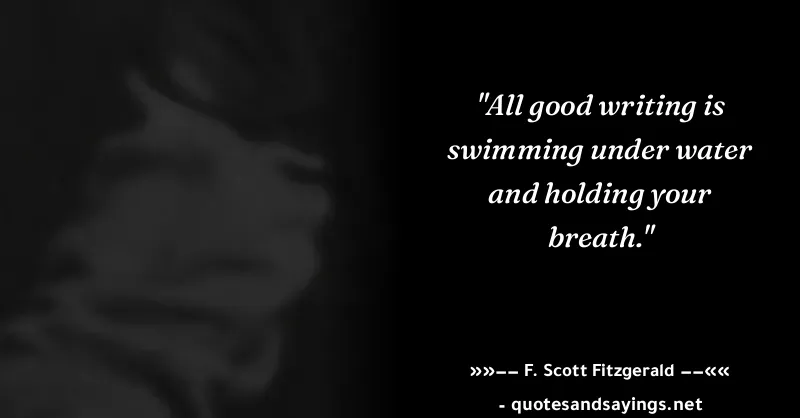 "All good writing is
swimming under water
and holding your
breath."
»»–– F. Scott Fitzgerald ––««
- quotesandsayings.net